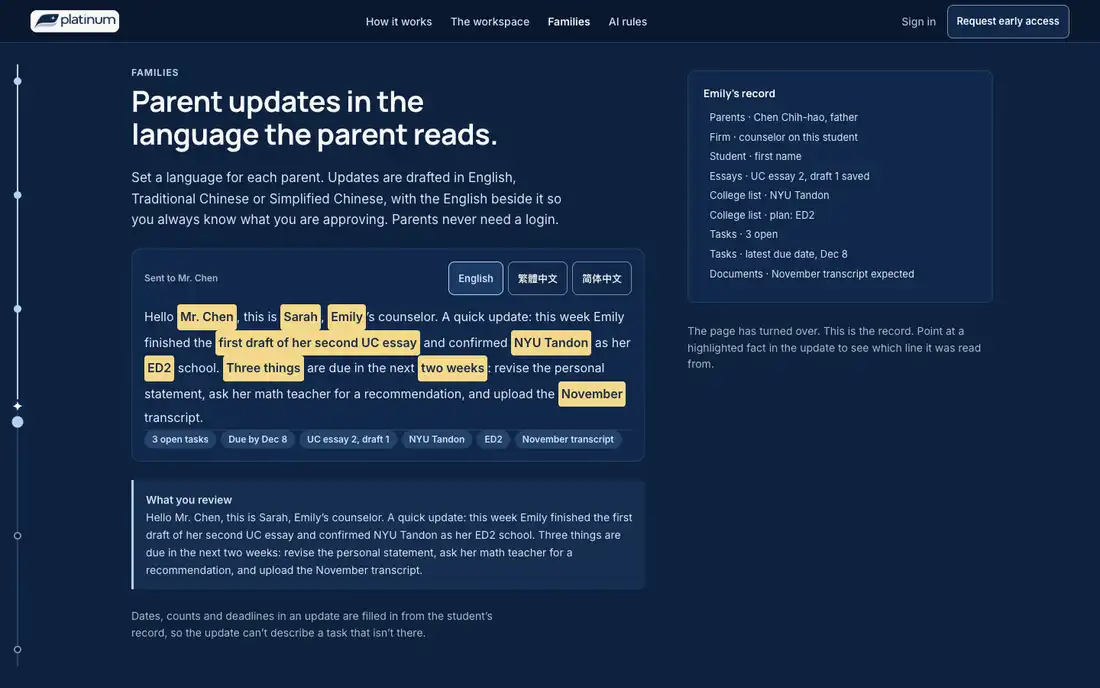 platinum
How it works
The workspace
Families
AI rules
Sign in
Request early access
FAMILIES
Parent updates in the
language the parent reads.
Set a language for each parent. Updates are drafted in English,
Traditional Chinese or Simplified Chinese, with the English beside it so
you always know what you are approving. Parents never need a login.
Sent to Mr. Chen
English
繁體中文
简体中文
Hello Mr. Chen, this is Sarah, Emily’s counselor. A quick update: this week Emily
finished the first draft of her second UC essay and confirmed NYU Tandon as her
ED2 school. Three things are due in the next two weeks: revise the personal
statement, ask her math teacher for a recommendation, and upload the November
transcript.
3 open tasks
Due by Dec 8
UC essay 2, draft 1
NYU Tandon
ED2
November transcript
What you review
Hello Mr. Chen, this is Sarah, Emily’s counselor. A quick update: this week Emily finished the first
draft of her second UC essay and confirmed NYU Tandon as her ED2 school. Three things are
due in the next two weeks: revise the personal statement, ask her math teacher for a
recommendation, and upload the November transcript.
Dates, counts and deadlines in an update are filled in from the student’s
record, so the update can’t describe a task that isn’t there.
Emily’s record
Parents · Chen Chih-hao, father
Firm · counselor on this student
Student · first name
Essays · UC essay 2, draft 1 saved
College list · NYU Tandon
College list · plan: ED2
Tasks · 3 open
Tasks · latest due date, Dec 8
Documents · November transcript expected
The page has turned over. This is the record. Point at a
highlighted fact in the update to see which line it was read
from.